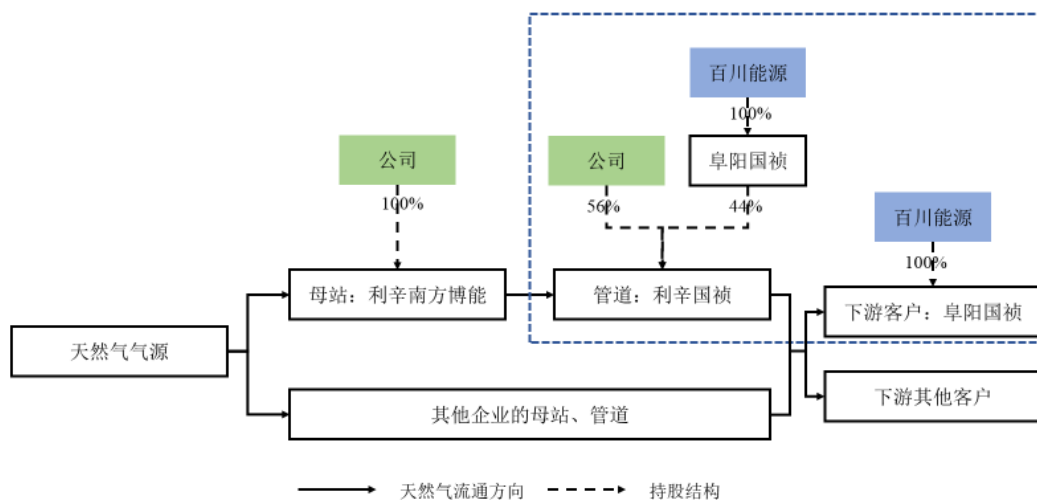 百川能源
100%
公司
公司
阜阳国祯
100%
56%
44%
百川能源
100%
母站：利辛南方博能
管道：利辛国祯
下游客户：阜阳国祯
天然气气源
下游其他客户
其他企业的母站、管道
天然气流通方向
持股结构